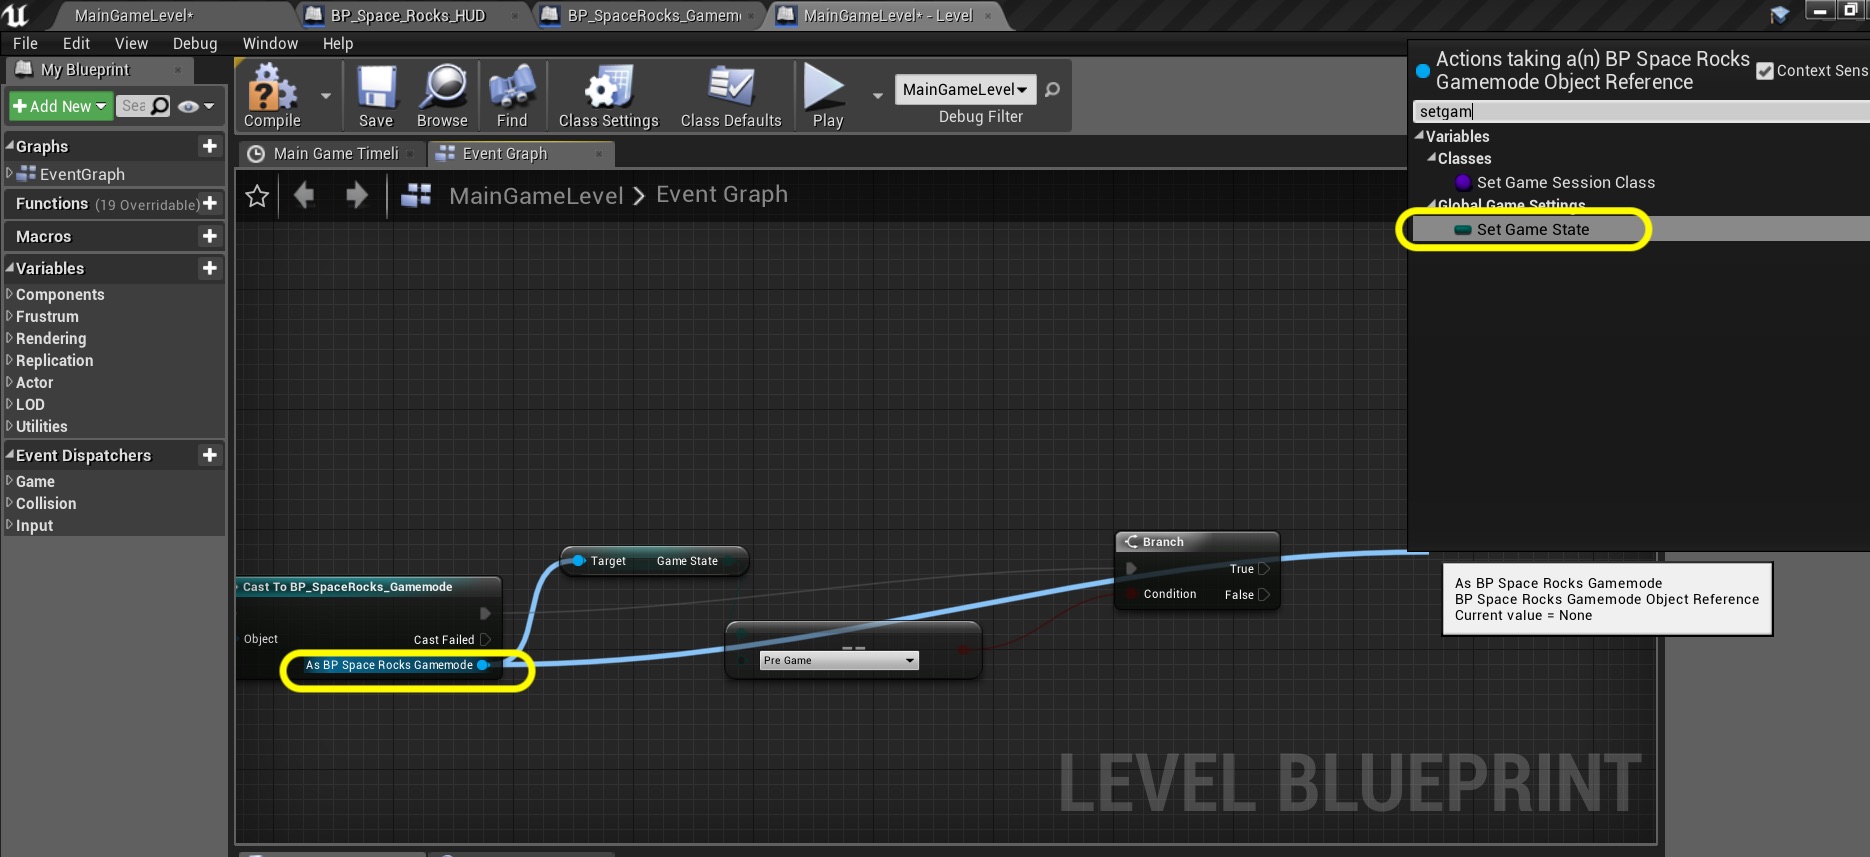 MainGameLevel*
BP_Space_Rocks_HUD
BP_SpaceRocks_Gamem
MainGameLevel* - Level
File Edit View Debug Window Help
My Blueprint
Add New
Sea
Graphs
EventGraph
Functions (19 Overridable)
Macros
Variables
Components
Frustrum
Rendering
Replication
Actor
LOD
Utilities
Event Dispatchers
Game
Collision
Input
Compile
Save
Browse
Find
Class Settings
Class Defaults
Play
MainGameLevel
Debug Filter
Main Game Timeli
Event Graph
MainGameLevel > Event Graph
Actions taking a(n) BP Space Rocks
Gamemode Object Reference
Context Sens
setgam
Variables
Classes
Set Game Session Class
Global Game Settings
Set Game State
Target Game State
Cast To BP_SpaceRocks_Gamemode
Object
Cast Failed
As BP Space Rocks Gamemode
==
Pre Game
Branch
True
Condition
False
As BP Space Rocks Gamemode
BP Space Rocks Gamemode Object Reference
Current value = None
LEVEL BLUEPRINT